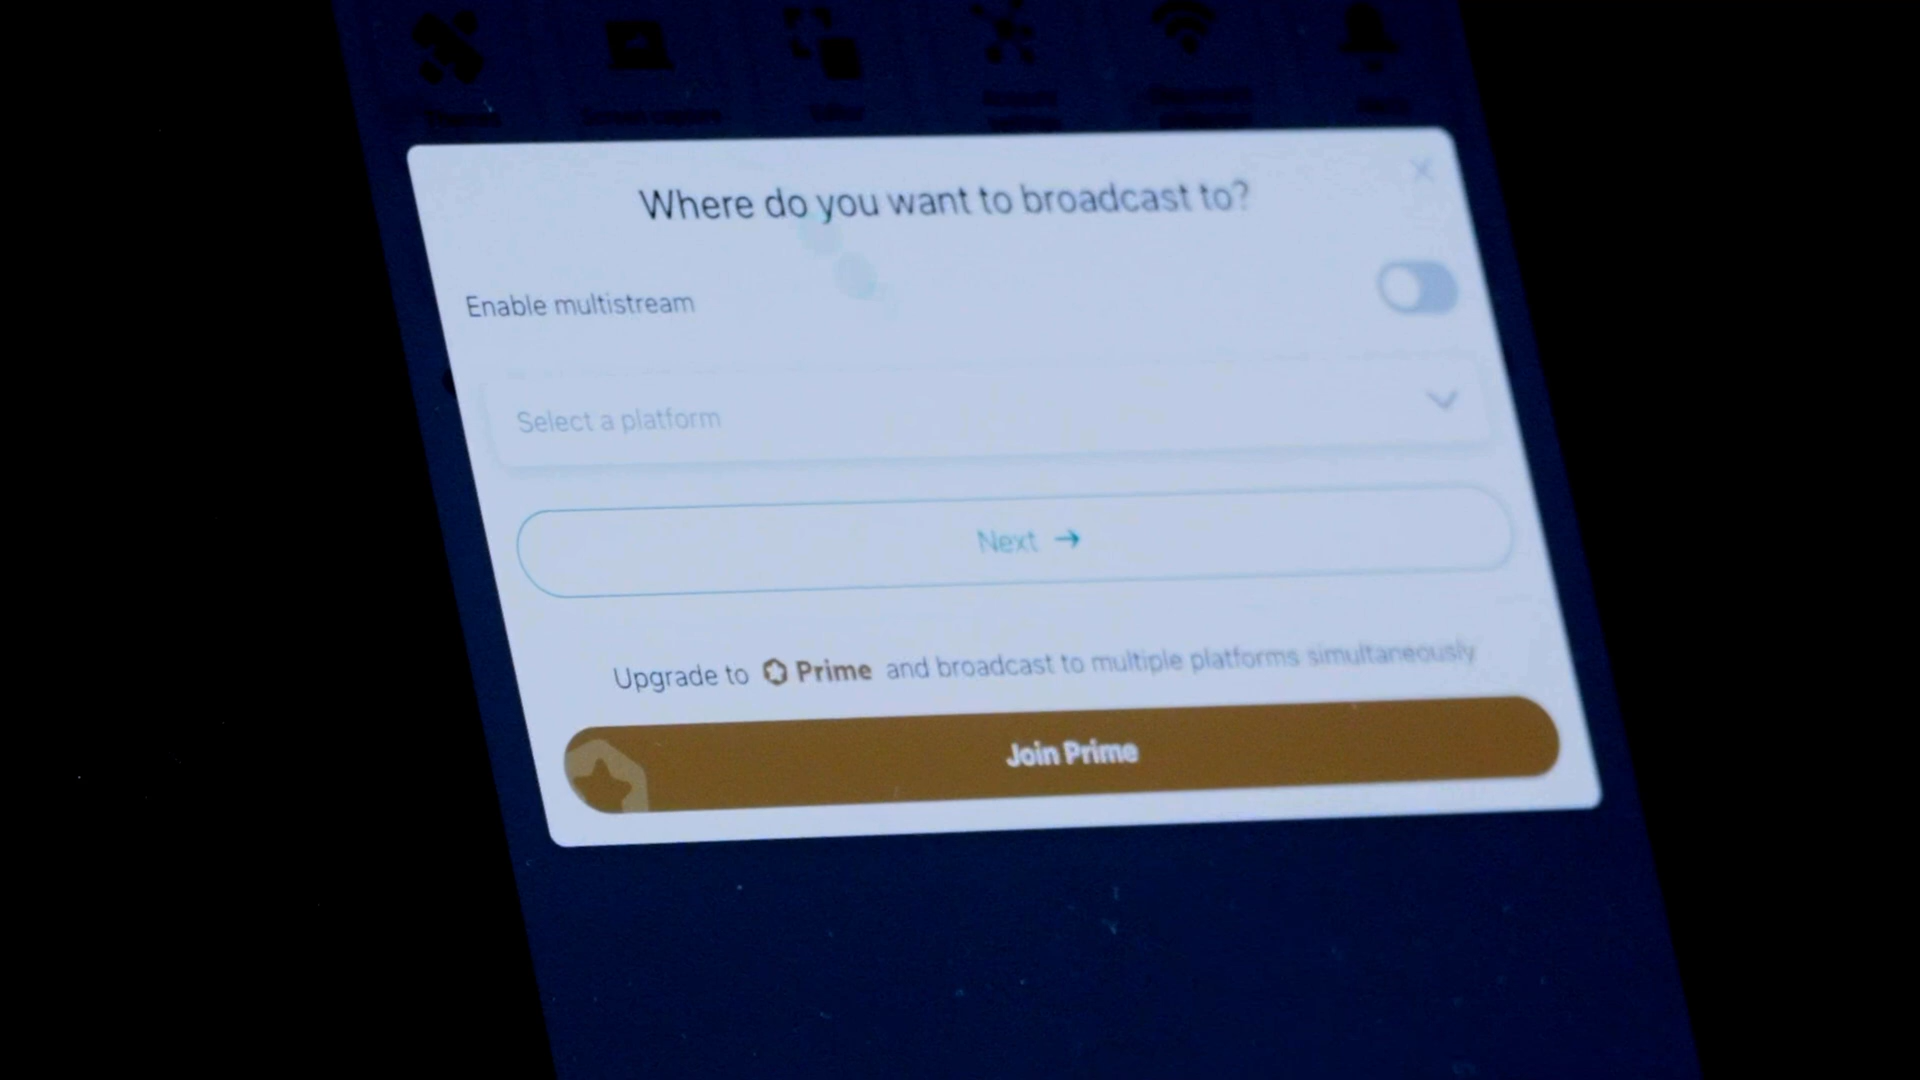 Where do you want to broadcast to?
Enable multistream
Select a platform
Next →
Upgrade to Prime and broadcast to multiple platforms simultaneously
Join Prime